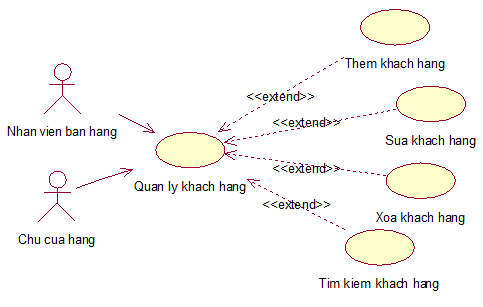 Them khach hang
<<extend>>
Nhan vien ban hang
<<extend>>
Sua khach hang
Quan ly khach hang
<<extend>>
Xoa khach hang
Chu cua hang
<<extend>>
Tim kiem khach hang